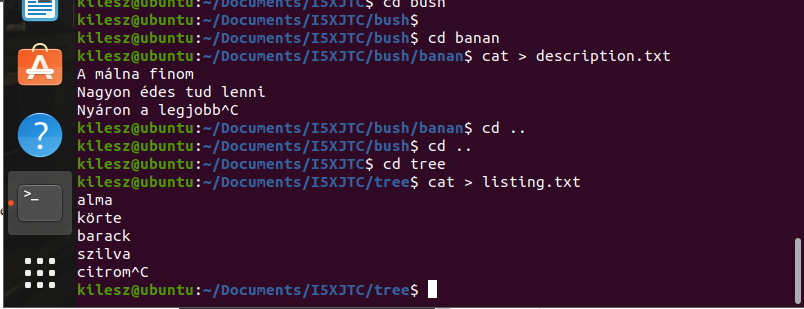 kilesz@ubuntu:~/Documents/I5XJTC$ cd bush
kilesz@ubuntu:~/Documents/I5XJTC/bush$
kilesz@ubuntu:~/Documents/I5XJTC/bush$ cd banan
kilesz@ubuntu:~/Documents/I5XJTC/bush/banan$ cat > description.txt
A málna finom
Nagyon édes tud lenni
Nyáron a legjobb^C
kilesz@ubuntu:~/Documents/I5XJTC/bush/banan$ cd ..
kilesz@ubuntu:~/Documents/I5XJTC/bush$ cd ..
kilesz@ubuntu:~/Documents/I5XJTC$ cd tree
kilesz@ubuntu:~/Documents/I5XJTC/tree$ cat > listing.txt
alma
körte
barack
szilva
citrom^C
kilesz@ubuntu:~/Documents/I5XJTC/tree$